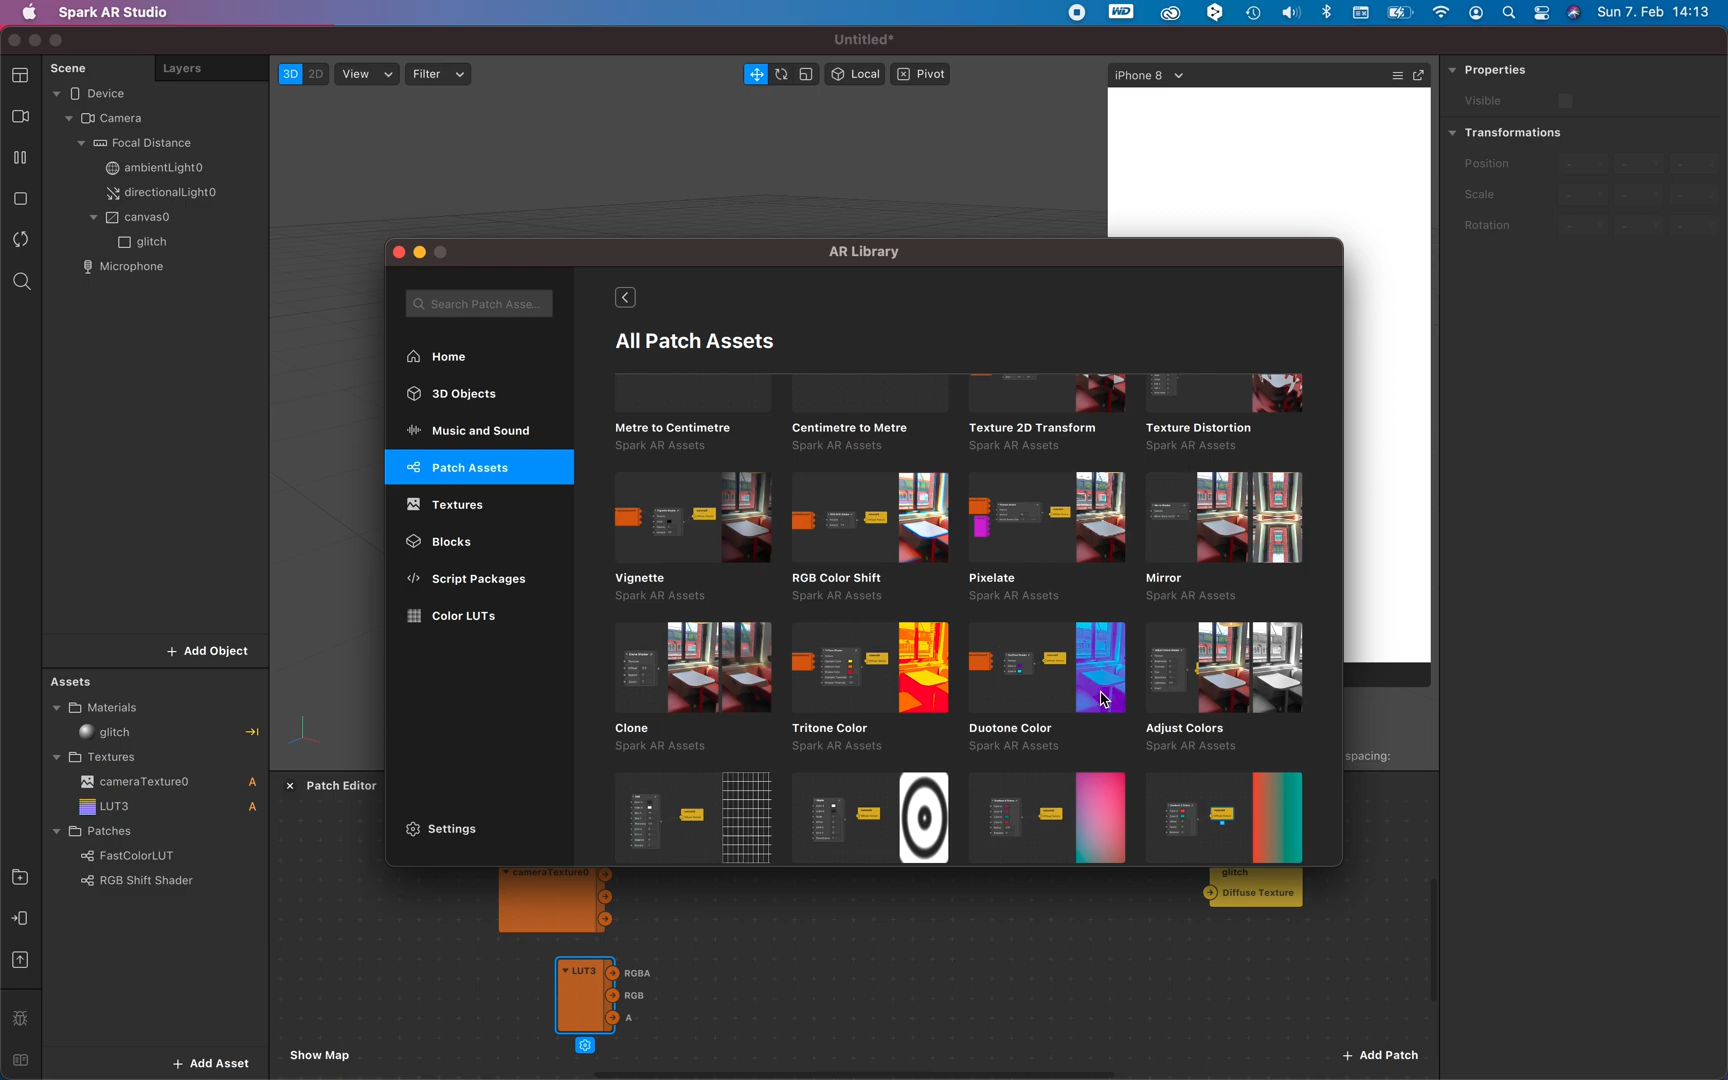 Spark AR Studio
WD
Sun 7. Feb 14:13
Untitled*
Scene
Layers
3D
2D
View
Filter
Local
Pivot
iPhone 8
Properties
Device
Visible
Camera
Transformations
Focal Distance
Position
ambientLight0
Scale
directionalLight0
Rotation
canvas0
glitch
Microphone
AR Library
Search Patch Asse...
All Patch Assets
Home
3D Objects
Music and Sound
Patch Assets
Textures
Blocks
Script Packages
Color LUTs
Settings
Metre to Centimetre
Spark AR Assets
Centimetre to Metre
Spark AR Assets
Texture 2D Transform
Spark AR Assets
Texture Distortion
Spark AR Assets
Vignette
Spark AR Assets
RGB Color Shift
Spark AR Assets
Pixelate
Spark AR Assets
Mirror
Spark AR Assets
Clone
Spark AR Assets
Tritone Color
Spark AR Assets
Duotone Color
Spark AR Assets
Adjust Colors
Spark AR Assets
+ Add Object
Assets
Materials
glitch
Textures
cameraTexture0 A
LUT3 A
Patches
FastColorLUT
RGB Shift Shader
+ Add Asset
spacing:
Patch Editor
cameraTexture0
glitch
Diffuse Texture
LUT3
RGBA
RGB
A
Show Map
+ Add Patch